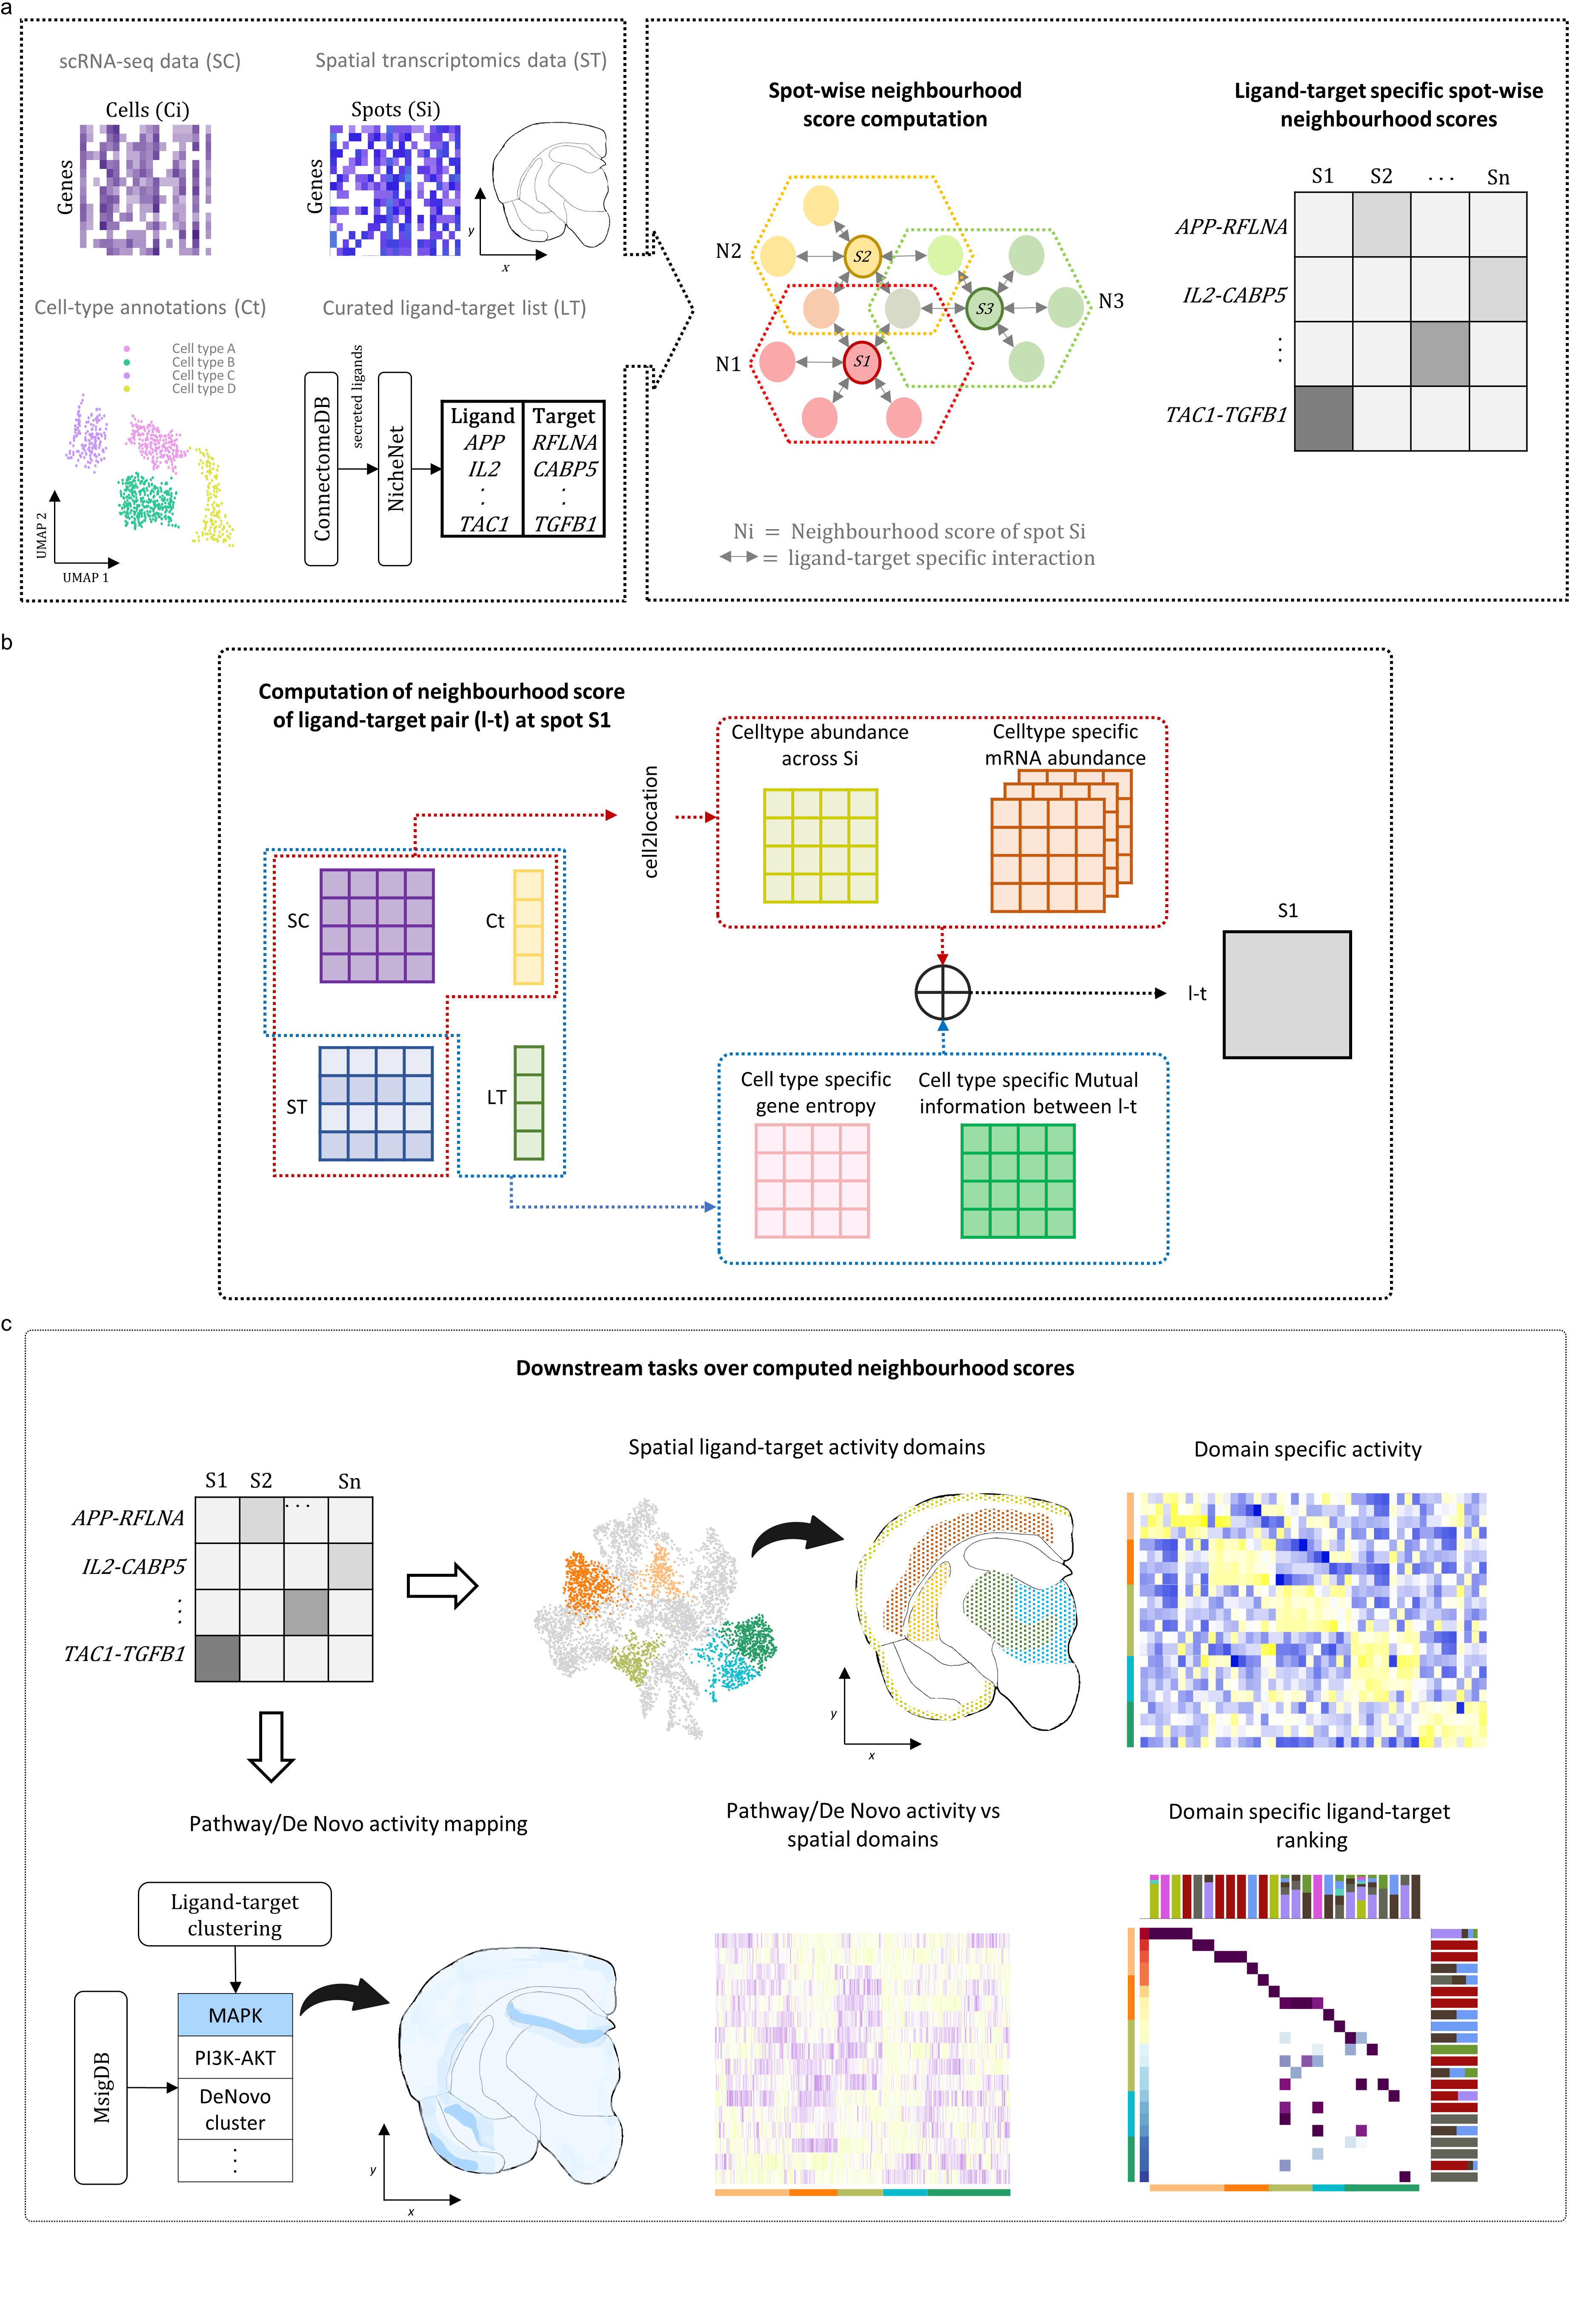 a
scRNA-seq data (SC)
Spatial transcriptomics data (ST)
Cells (Ci)
Genes
Spots (Si)
Genes
y
x
Cell-type annotations (Ct)
Cell type A
Cell type B
Cell type C
Cell type D
UMAP 2
UMAP 1
Curated ligand-target list (LT)
ConnectomeDB
secreted ligands
NicheNet
Ligand Target
APP RFLNA
IL2 CABP5
. .
. .
TAC1 TGFB1
Spot-wise neighbourhood
score computation
N2
S2
S3
N3
N1
S1
Ni = Neighbourhood score of spot Si
= ligand-target specific interaction
Ligand-target specific spot-wise
neighbourhood scores
S1 S2 ... Sn
APP-RFLNA
IL2-CABP5
.
.
.
TAC1-TGFB1
b
Computation of neighbourhood score
of ligand-target pair (l-t) at spot S1
SC
Ct
ST
LT
cell2location
Celltype abundance
across Si
Celltype specific
mRNA abundance
Cell type specific
gene entropy
Cell type specific Mutual
information between l-t
S1
l-t
c
Downstream tasks over computed neighbourhood scores
S1 S2 ... Sn
APP-RFLNA
IL2-CABP5
.
.
.
TAC1-TGFB1
Spatial ligand-target activity domains
y
x
Domain specific activity
Pathway/De Novo activity mapping
Ligand-target
clustering
MsigDB
MAPK
PI3K-AKT
DeNovo
cluster
.
.
.
y
x
Pathway/De Novo activity vs
spatial domains
Domain specific ligand-target
ranking